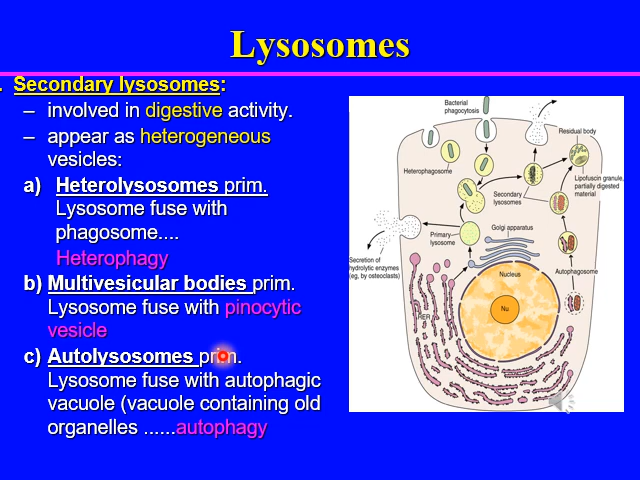 Lysosomes
. Secondary lysosomes:
– involved in digestive activity.
– appear as heterogeneous
vesicles:
a) Heterolysosomes prim.
Lysosome fuse with
phagosome....
Heterophagy
b) Multivesicular bodies prim.
Lysosome fuse with pinocytic
vesicle
c) Autolysosomes prim.
Lysosome fuse with autophagic
vacuole (vacuole containing old
organelles ......autophagy
Bacterial
phagocytosis
Residual body
Heterophagosome
Lipofuscin granule,
partially digested
material
Secondary
lysosomes
Primary
lysosome
Golgi apparatus
Secretion of
hydrolytic enzymes
(eg, by osteoclasts)
Nucleus
Autophagosome
Nu
RER